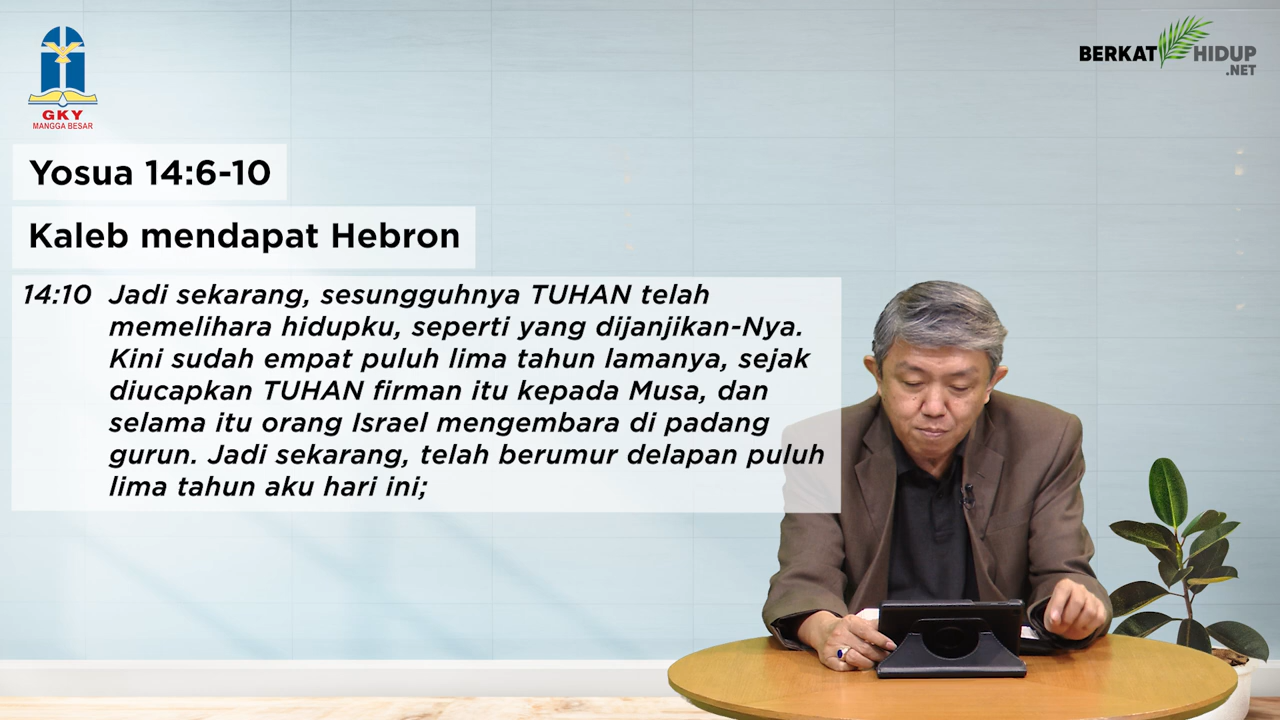 GKY
MANGGA BESAR
BERKAT HIDUP
.NET
Yosua 14:6-10
Kaleb mendapat Hebron
14:10 Jadi sekarang, sesungguhnya TUHAN telah
memelihara hidupku, seperti yang dijanjikan-Nya.
Kini sudah empat puluh lima tahun lamanya, sejak
diucapkan TUHAN firman itu kepada Musa, dan
selama itu orang Israel mengembara di padang
gurun. Jadi sekarang, telah berumur delapan puluh
lima tahun aku hari ini;